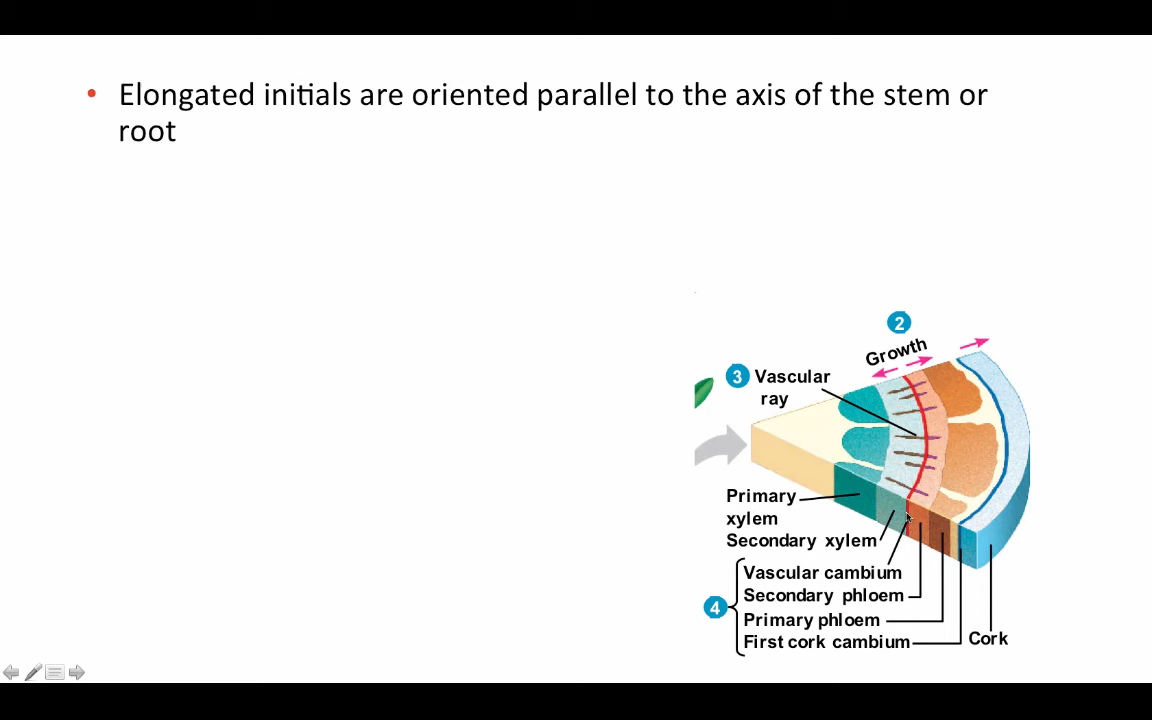 • Elongated initials are oriented parallel to the axis of the stem or
root
2
Growth
3 Vascular
ray
Primary
xylem
Secondary xylem
Vascular cambium
Secondary phloem
4
Primary phloem
First cork cambium
Cork